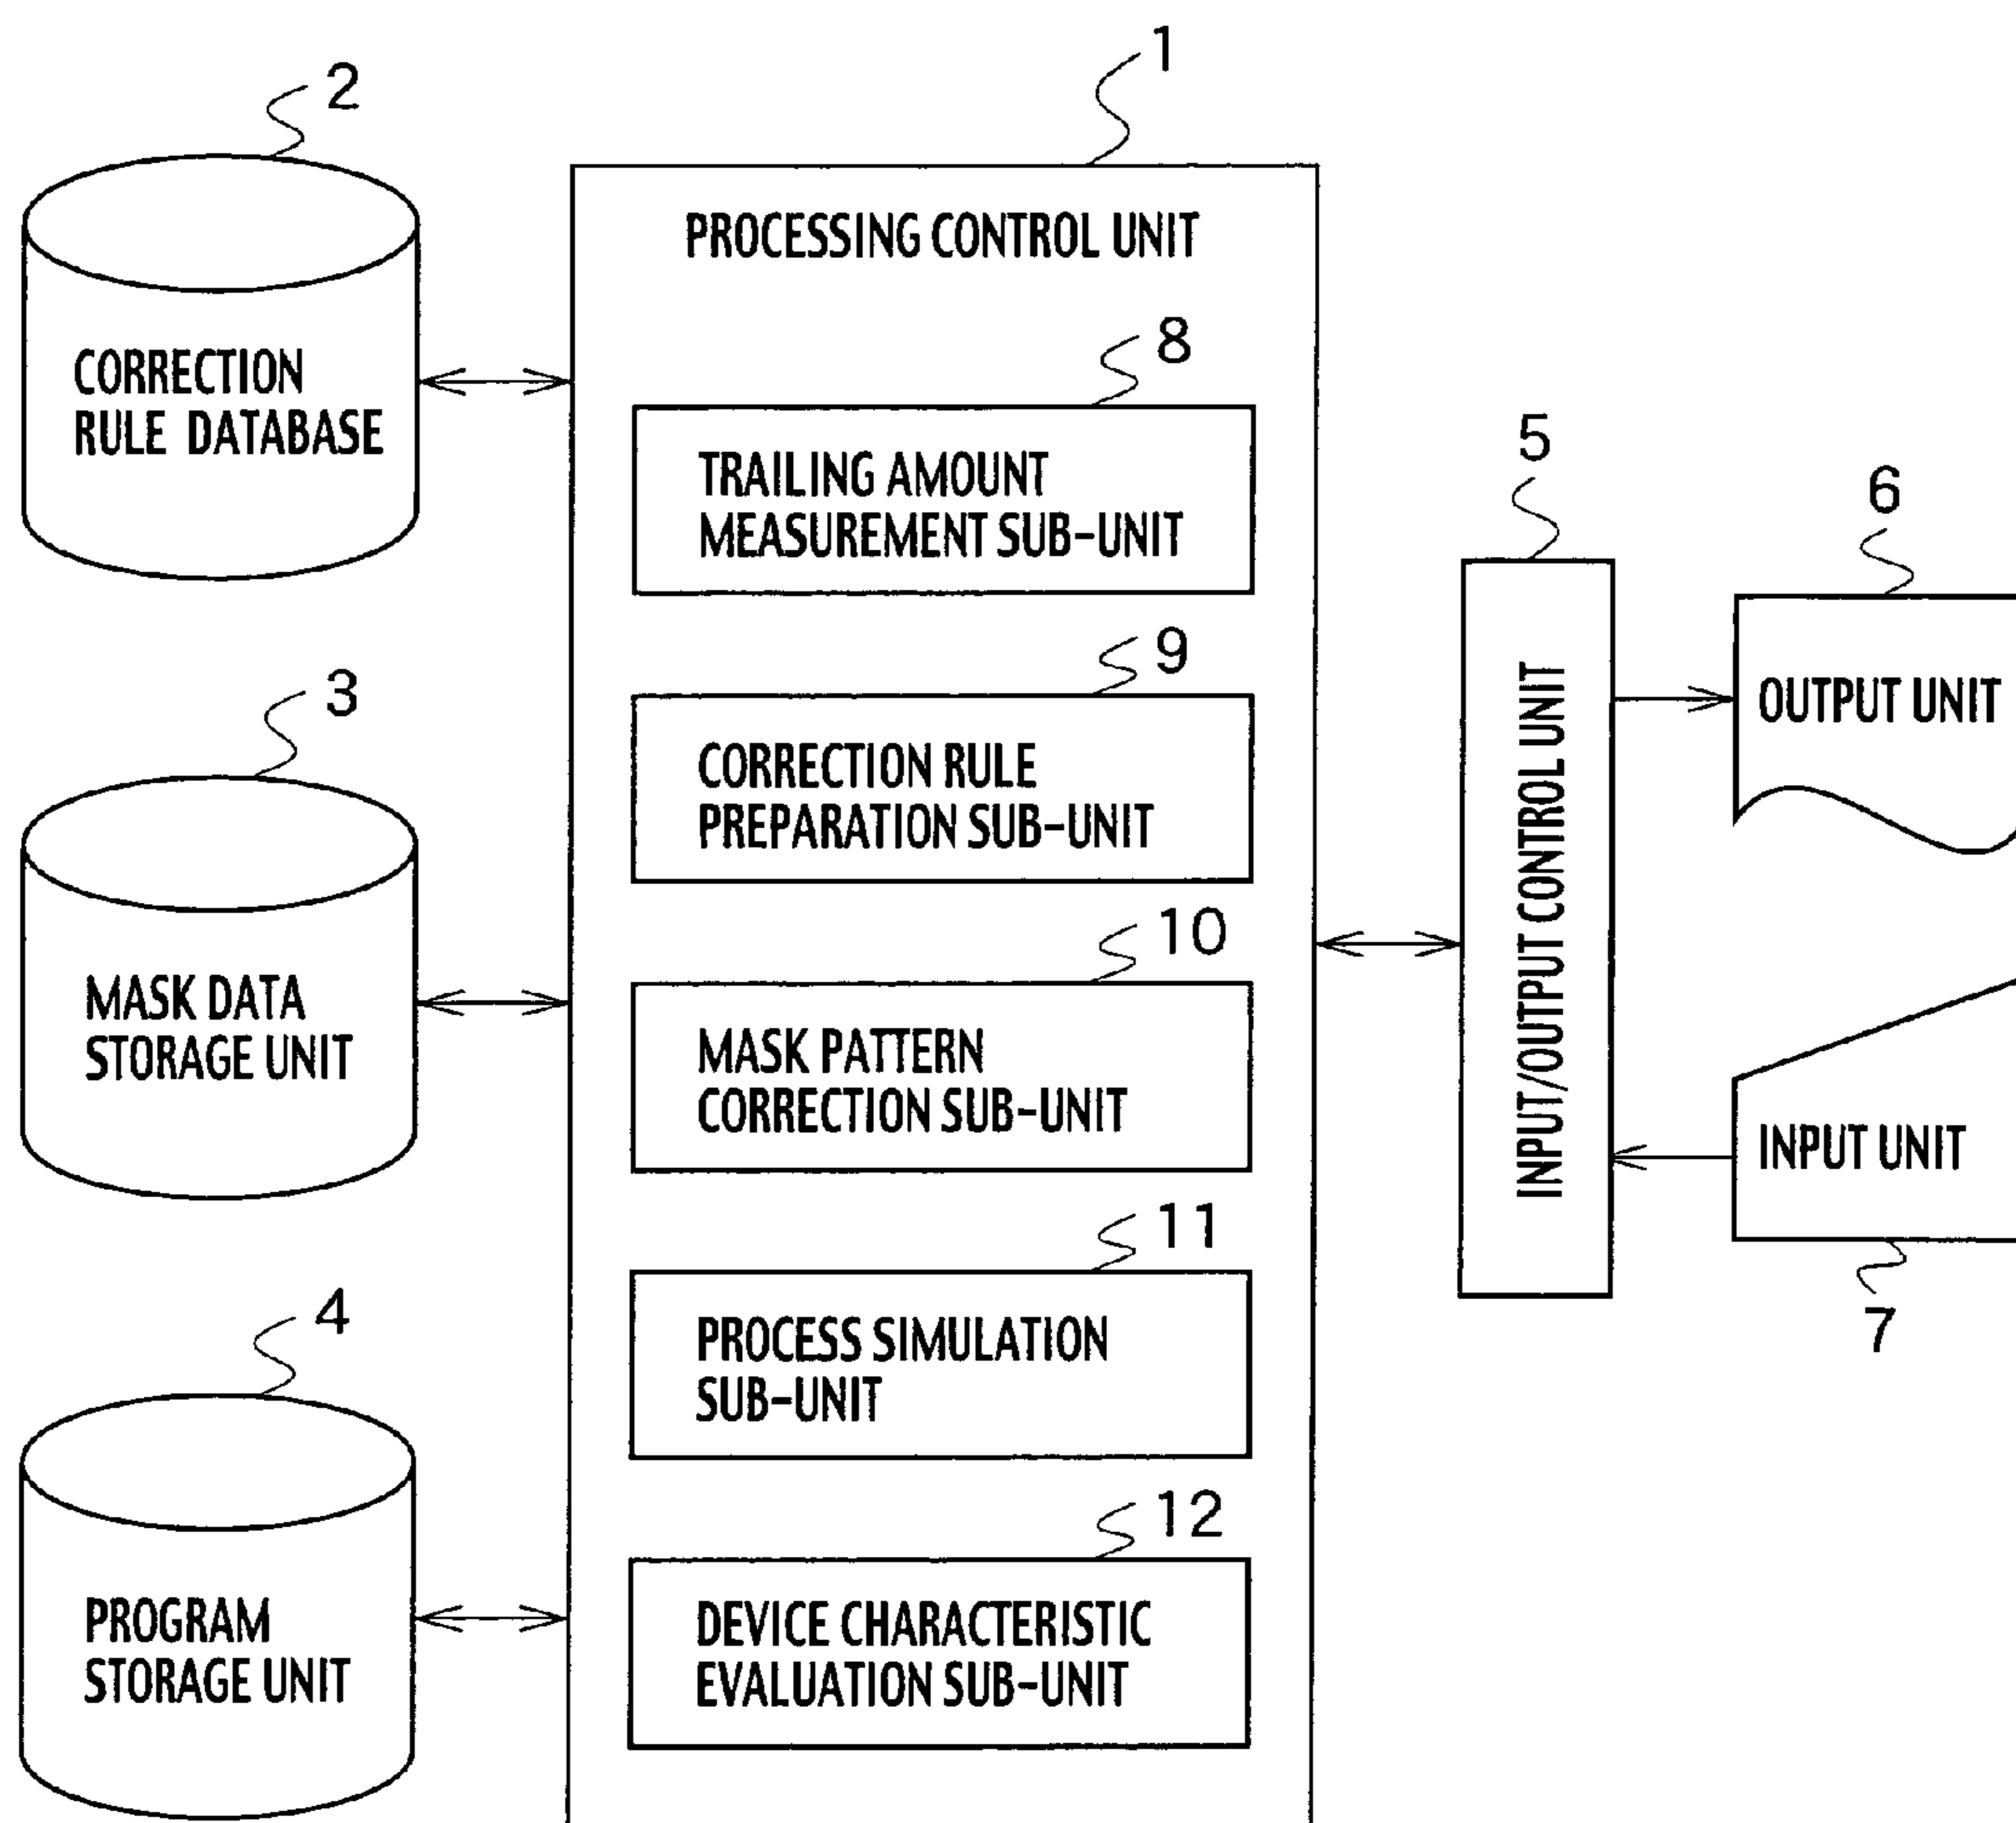 1
2
PROCESSING CONTROL UNIT
CORRECTION
RULE DATABASE
8
TRAILING AMOUNT
MEASUREMENT SUB-UNIT
9
CORRECTION RULE
PREPARATION SUB-UNIT
3
MASK DATA
STORAGE UNIT
10
MASK PATTERN
CORRECTION SUB-UNIT
11
PROCESS SIMULATION
SUB-UNIT
4
PROGRAM
STORAGE UNIT
12
DEVICE CHARACTERISTIC
EVALUATION SUB-UNIT
5
INPUT/OUTPUT CONTROL UNIT
6
OUTPUT UNIT
INPUT UNIT
7